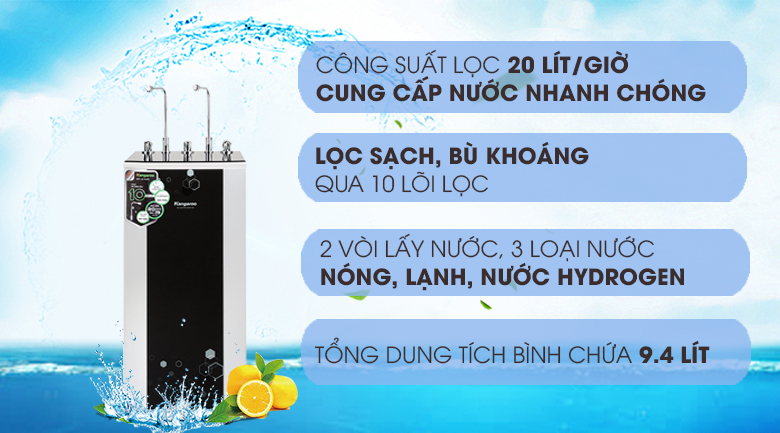 CÔNG SUẤT LỌC 20 LÍT/GIỜ
CUNG CẤP NƯỚC NHANH CHÓNG
LỌC SẠCH, BÙ KHOÁNG
QUA 10 LÕI LỌC
2 VÒI LẤY NƯỚC, 3 LOẠI NƯỚC
NÓNG, LẠNH, NƯỚC HYDROGEN
TỔNG DUNG TÍCH BÌNH CHỨA 9.4 LÍT
Kangaroo
10
Kangaroo